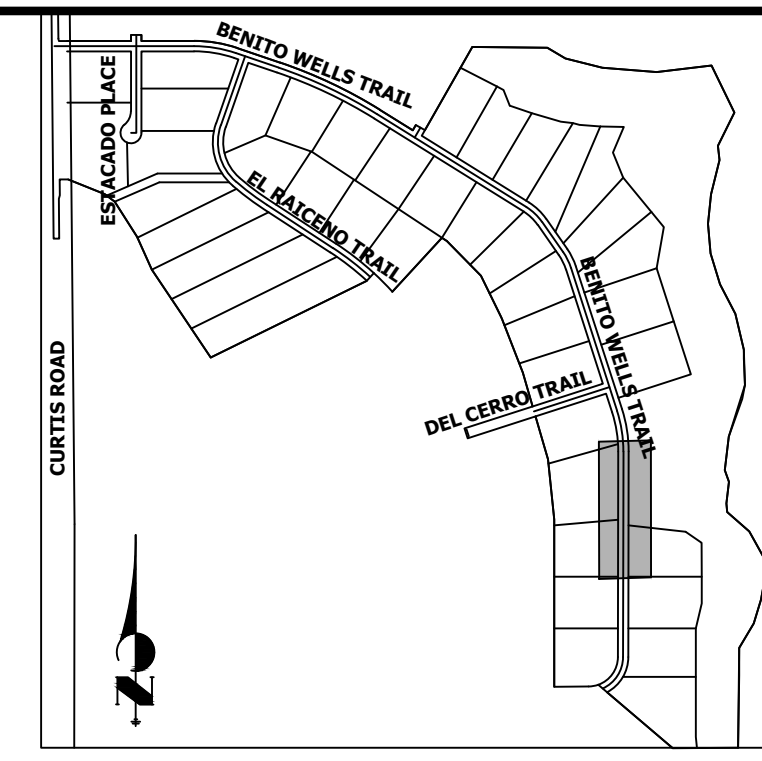 BENITO WELLS TRAIL
ESTACADO PLACE
EL RAICENO TRAIL
BENITO WELLS TRAIL
CURTIS ROAD
DEL CERRO TRAIL
N